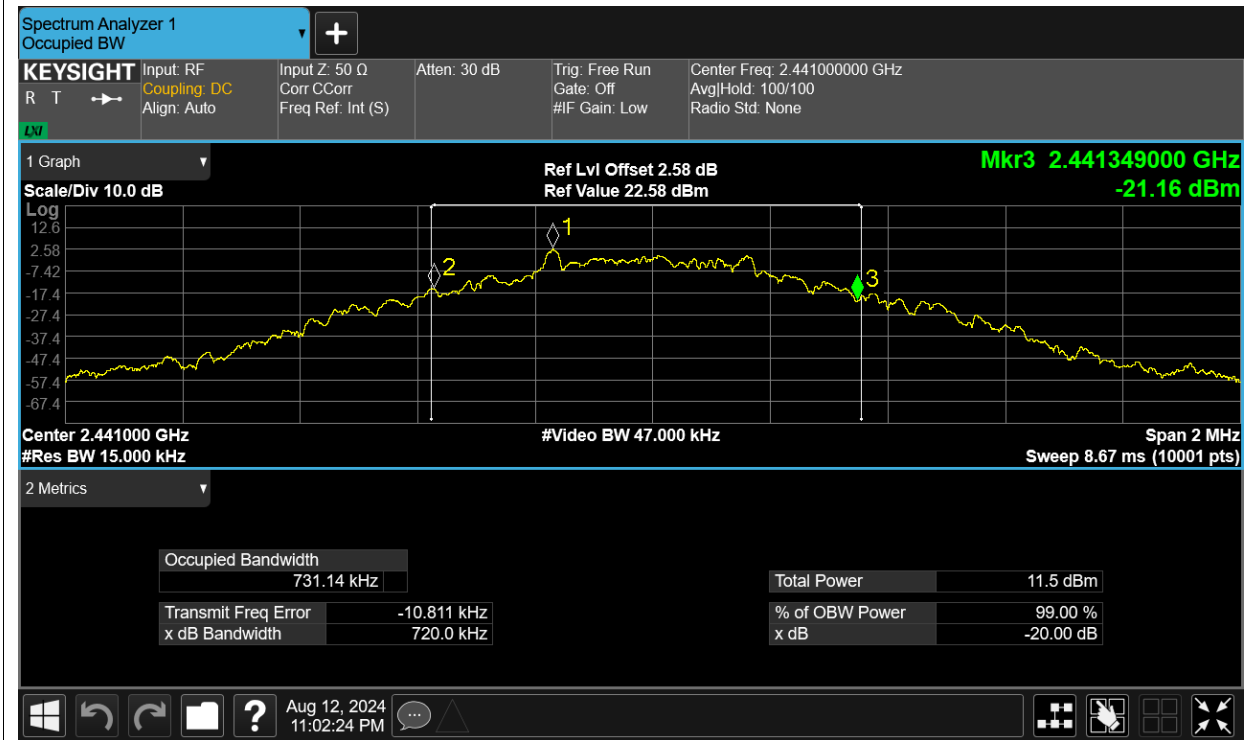 Spectrum Analyzer 1
Occupied BW
+
KEYSIGHT
R T
LXI
Input: RF
Coupling: DC
Align: Auto
Input Z: 50 Ω
Corr CCorr
Freq Ref: Int (S)
Atten: 30 dB
Trig: Free Run
Gate: Off
#IF Gain: Low
Center Freq: 2.441000000 GHz
Avg|Hold: 100/100
Radio Std: None
1 Graph
Scale/Div 10.0 dB
Ref Lvl Offset 2.58 dB
Ref Value 22.58 dBm
Mkr3 2.441349000 GHz
-21.16 dBm
Log
12.6
2.58
-7.42
-17.4
-27.4
-37.4
-47.4
-57.4
-67.4
1
2
3
Center 2.441000 GHz
#Res BW 15.000 kHz
#Video BW 47.000 kHz
Span 2 MHz
Sweep 8.67 ms (10001 pts)
2 Metrics
Occupied Bandwidth
731.14 kHz
Transmit Freq Error -10.811 kHz
x dB Bandwidth 720.0 kHz
Total Power 11.5 dBm
% of OBW Power 99.00 %
x dB -20.00 dB
?
Aug 12, 2024
11:02:24 PM